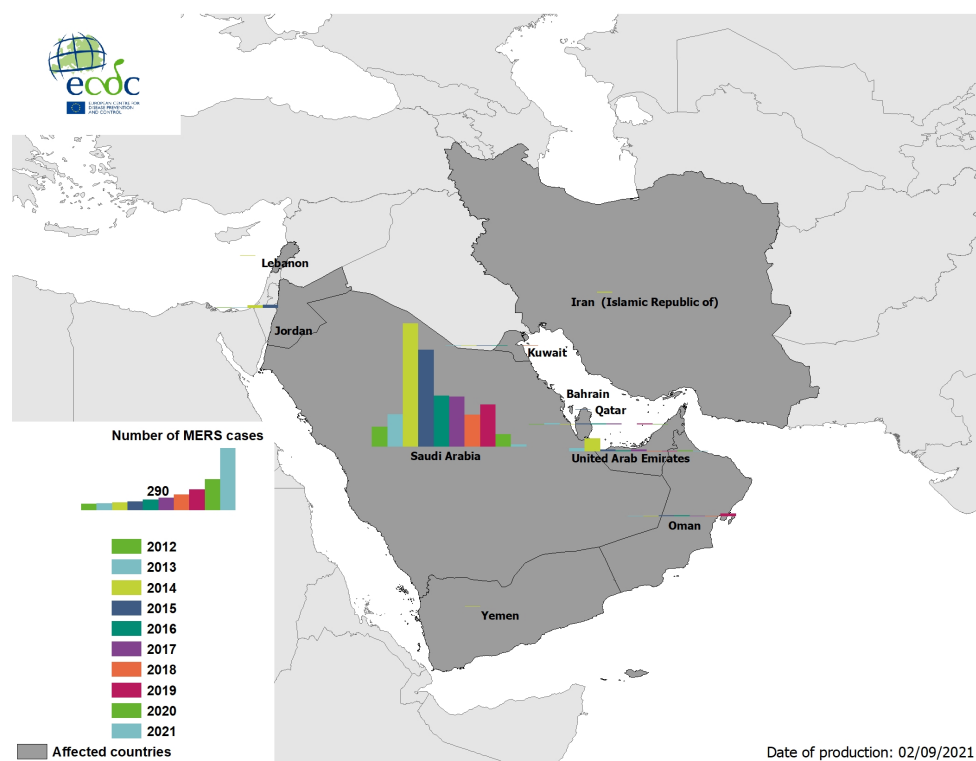 ecdc
EUROPEAN CENTRE FOR
DISEASE PREVENTION
AND CONTROL
Lebanon
Iran (Islamic Republic of)
Jordan
Kuwait
Bahrain
Qatar
Saudi Arabia
United Arab Emirates
Oman
Yemen
Number of MERS cases
290
2012
2013
2014
2015
2016
2017
2018
2019
2020
2021
Affected countries
Date of production: 02/09/2021